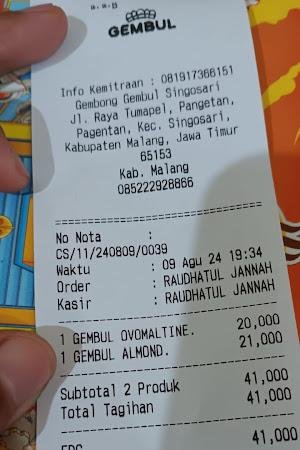 GEMBUL
Info Kemitraan : 081917366151
Gembong Gembul Singosari
Jl. Raya Tumapel, Pangetan,
Pagentan, Kec. Singosari,
Kabupaten Malang, Jawa Timur
65153
Kab. Malang
085222928866
No Nota :
CS/11/240809/0039
Waktu : 09 Agu 24 19:34
Order : RAUDHATUL JANNAH
Kasir : RAUDHATUL JANNAH
1 GEMBUL OVOMALTINE. 20,000
1 GEMBUL ALMOND. 21,000
Subtotal 2 Produk 41,000
Total Tagihan 41,000
41,000